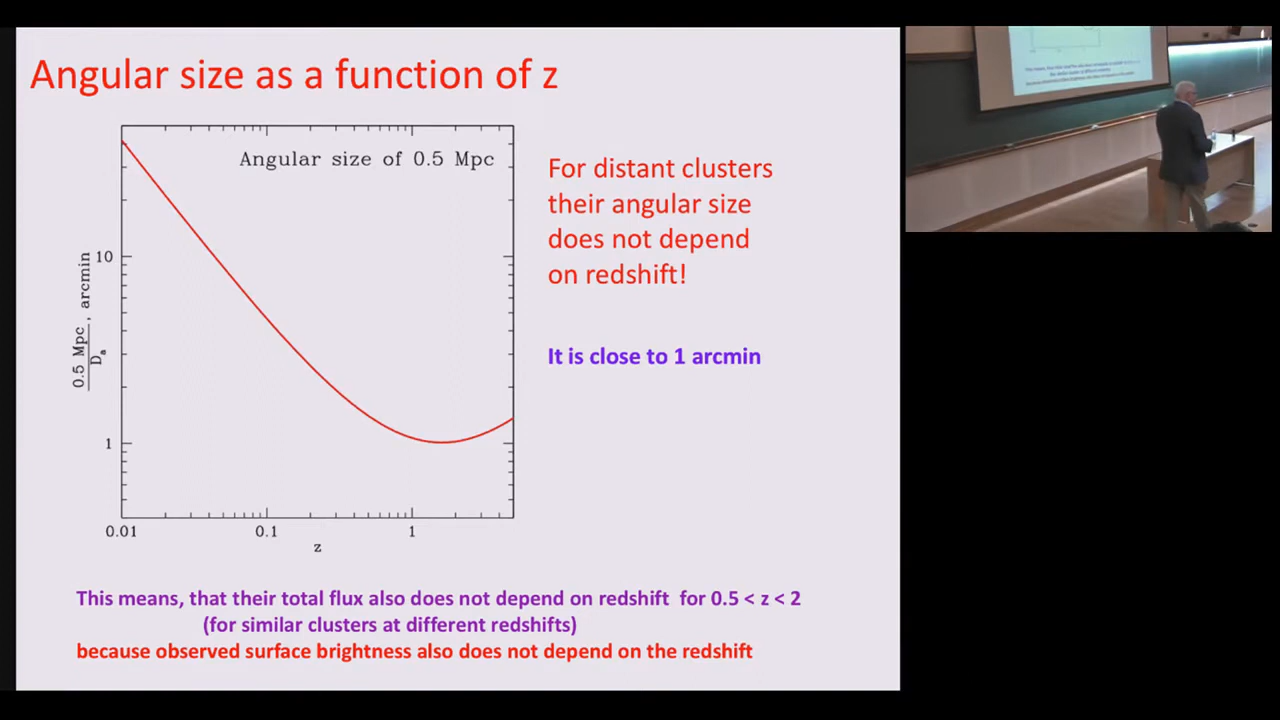 Angular size as a function of z
Angular size of 0.5 Mpc
10
1
0.5 Mpc
Da
, arcmin
0.01
0.1
1
z
For distant clusters
their angular size
does not depend
on redshift!
It is close to 1 arcmin
This means, that their total flux also does not depend on redshift for 0.5 < z < 2
(for similar clusters at different redshifts)
because observed surface brightness also does not depend on the redshift